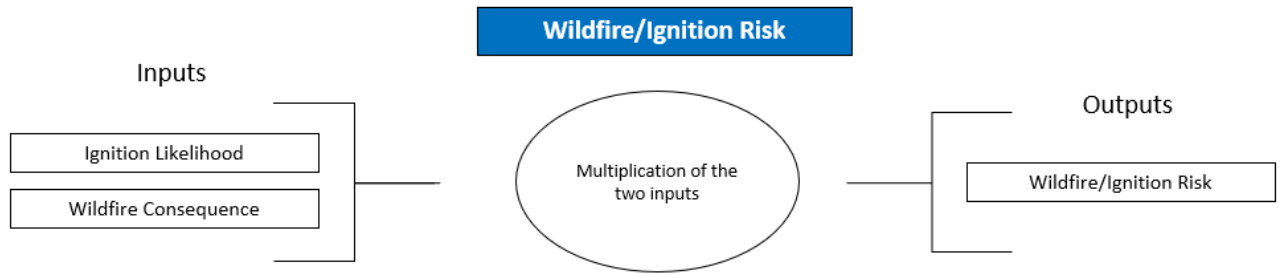 Wildfire/Ignition Risk
Inputs
Ignition Likelihood
Wildfire Consequence
Multiplication of the
two inputs
Outputs
Wildfire/Ignition Risk